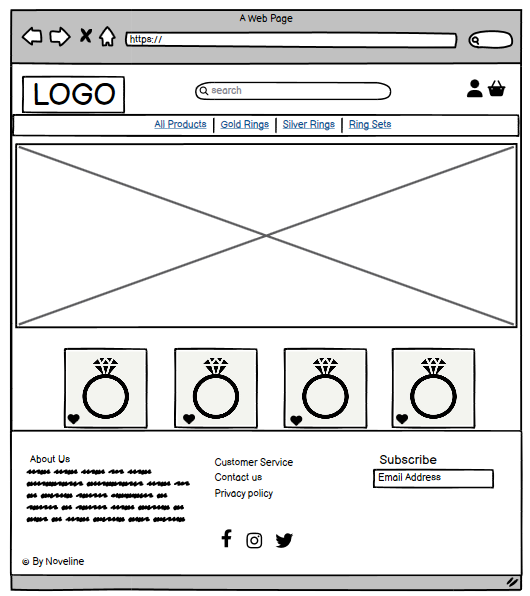 A Web Page
https://
LOGO
search
All Products | Gold Rings | Silver Rings | Ring Sets
About Us
Customer Service
Contact us
Privacy policy
Subscribe
Email Address
© By Noveline